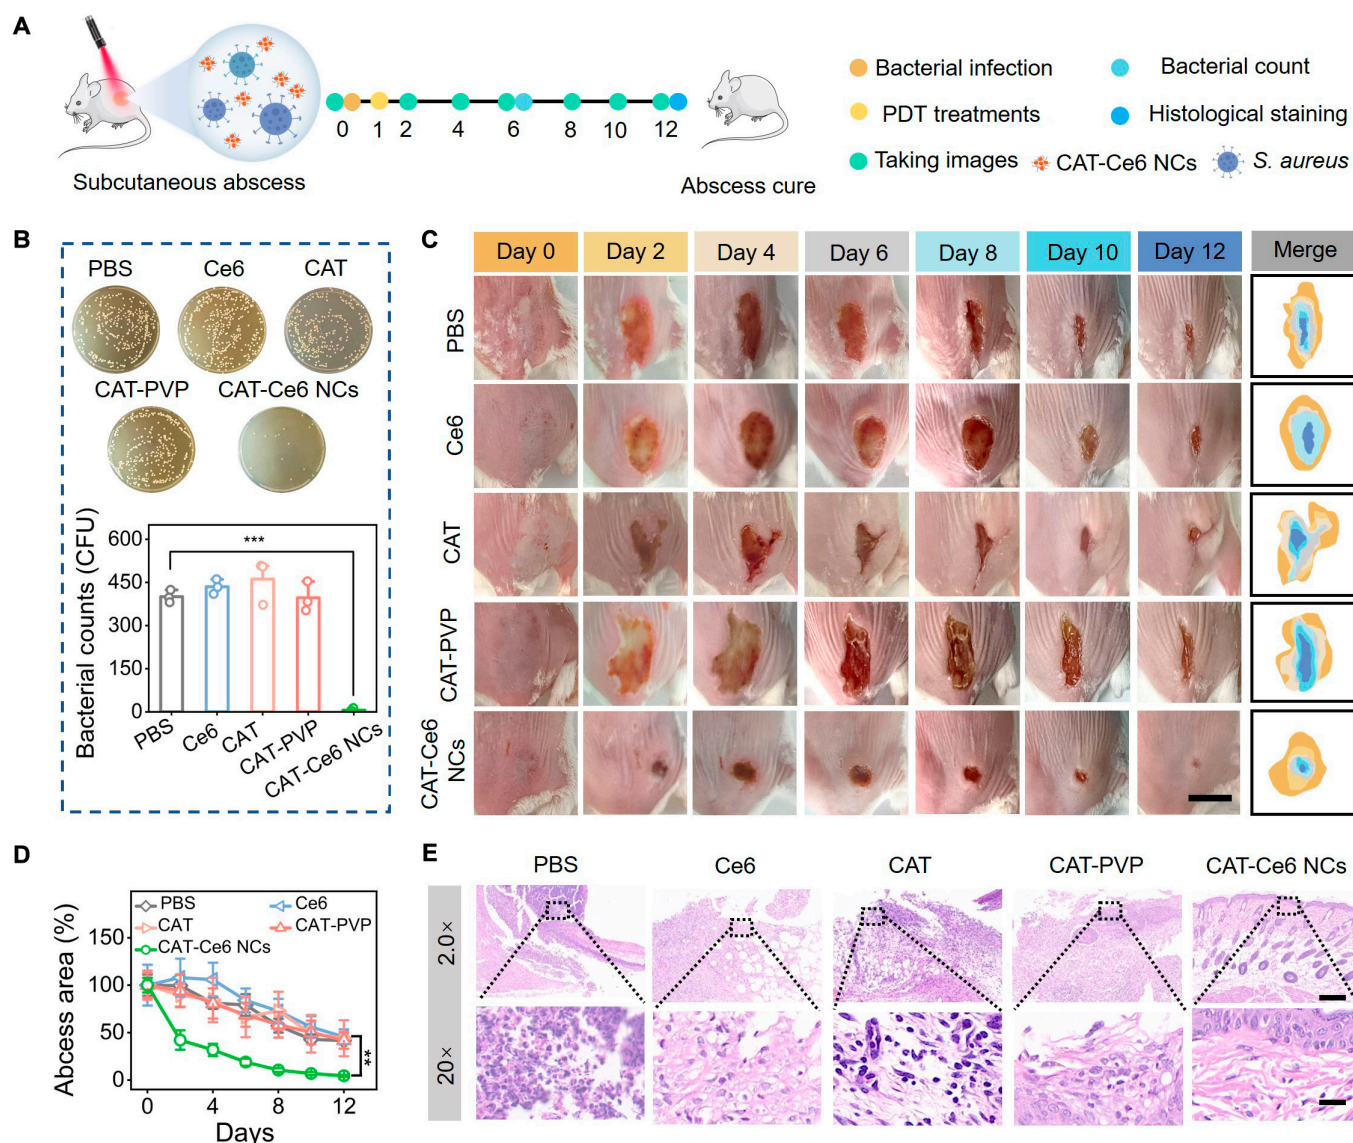 A
0 1 2 4 6 8 10 12
Subcutaneous abscess
Abscess cure
Bacterial infection
Bacterial count
PDT treatments
Histological staining
Taking images
CAT-Ce6 NCs
S. aureus
B
PBS Ce6 CAT
CAT-PVP CAT-Ce6 NCs
Bacterial counts (CFU)
600
450
300
150
0
***
PBS Ce6 CAT CAT-PVP CAT-Ce6 NCs
C
Day 0 Day 2 Day 4 Day 6 Day 8 Day 10 Day 12 Merge
PBS
Ce6
CAT
CAT-PVP
CAT-Ce6
NCs
D
Abcess area (%)
150
100
50
0
PBS Ce6
CAT CAT-PVP
CAT-Ce6 NCs
**
0 4 8 12
Days
E
PBS Ce6 CAT CAT-PVP CAT-Ce6 NCs
2.0×
20×